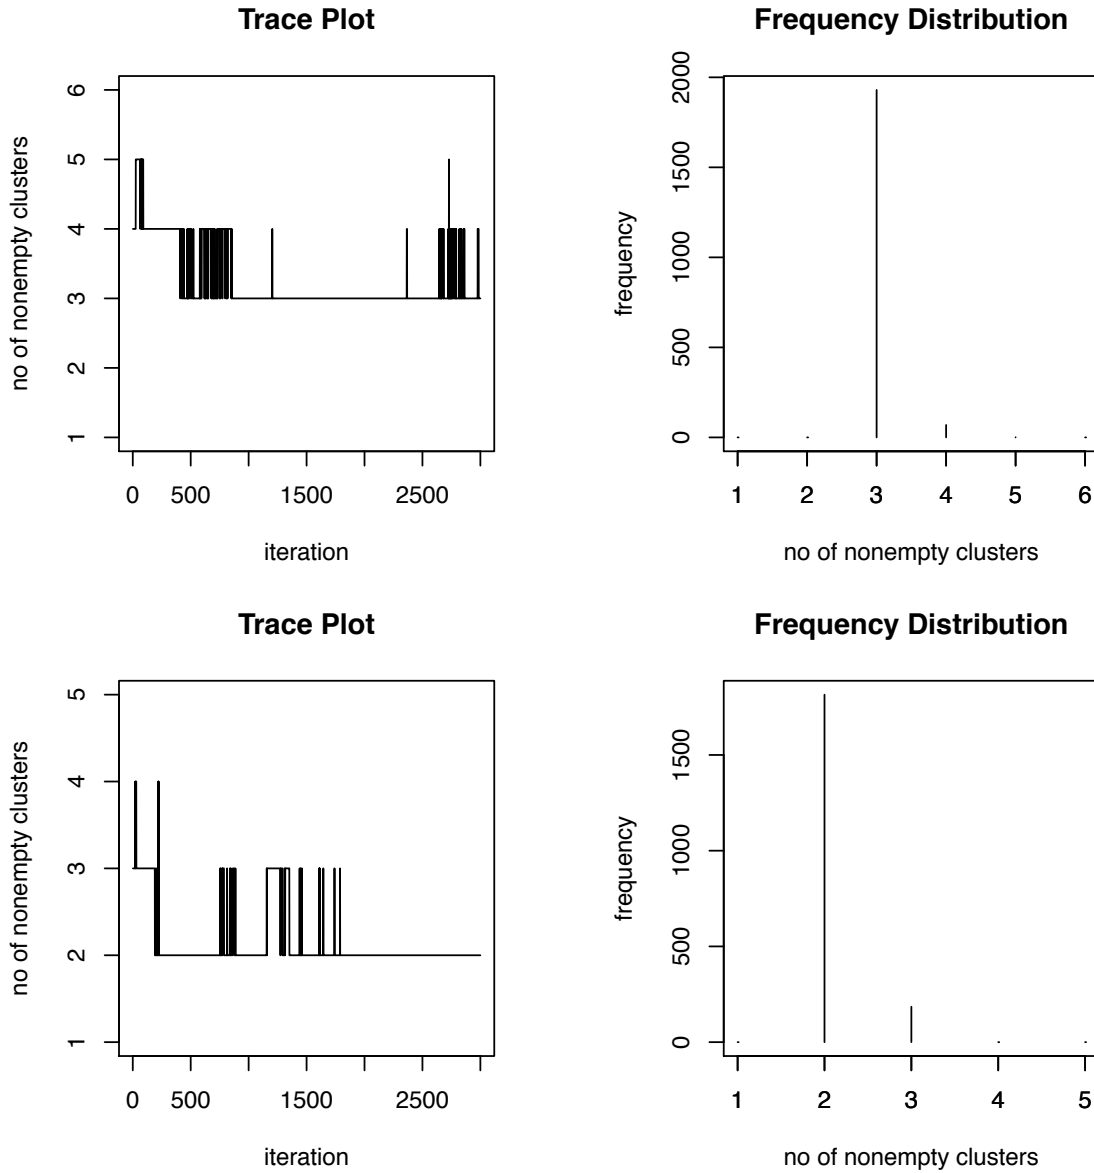 Trace Plot
no of nonempty clusters
6
5
4
3
2
1
0 500 1500 2500
iteration
Frequency Distribution
frequency
2000
1500
1000
500
0
1 2 3 4 5 6
no of nonempty clusters
Trace Plot
no of nonempty clusters
5
4
3
2
1
0 500 1500 2500
iteration
Frequency Distribution
frequency
1500
1000
500
0
1 2 3 4 5
no of nonempty clusters